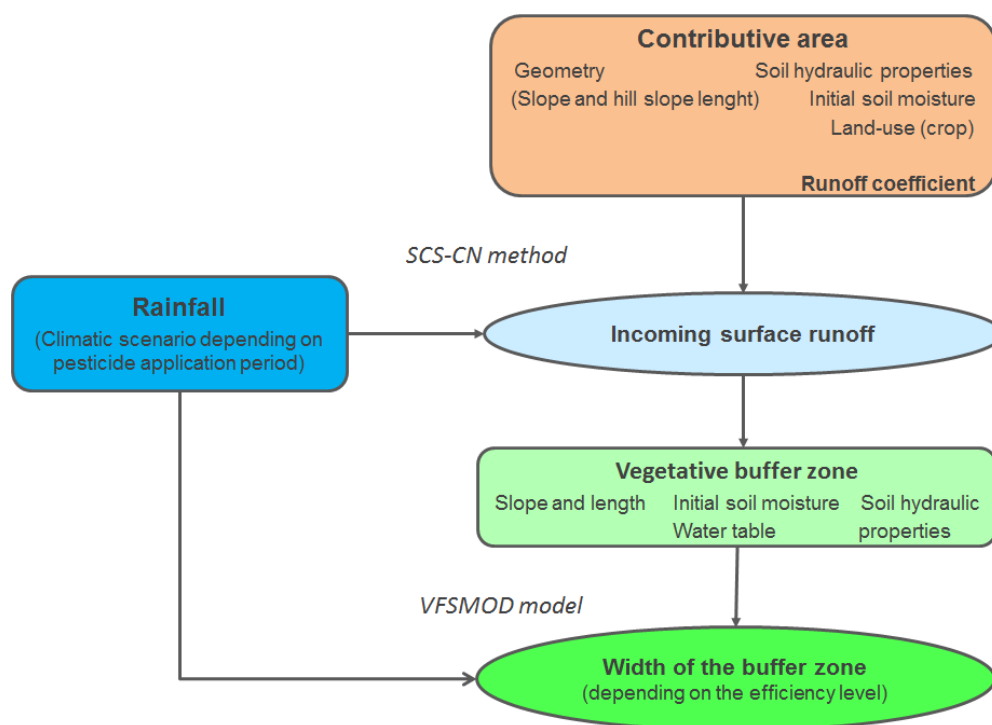 Contributive area
Geometry Soil hydraulic properties
(Slope and hill slope lenght) Initial soil moisture
Land-use (crop)
Runoff coefficient
SCS-CN method
Rainfall
(Climatic scenario depending on
pesticide application period)
Incoming surface runoff
Vegetative buffer zone
Slope and length Initial soil moisture Soil hydraulic
Water table properties
VFSMOD model
Width of the buffer zone
(depending on the efficiency level)